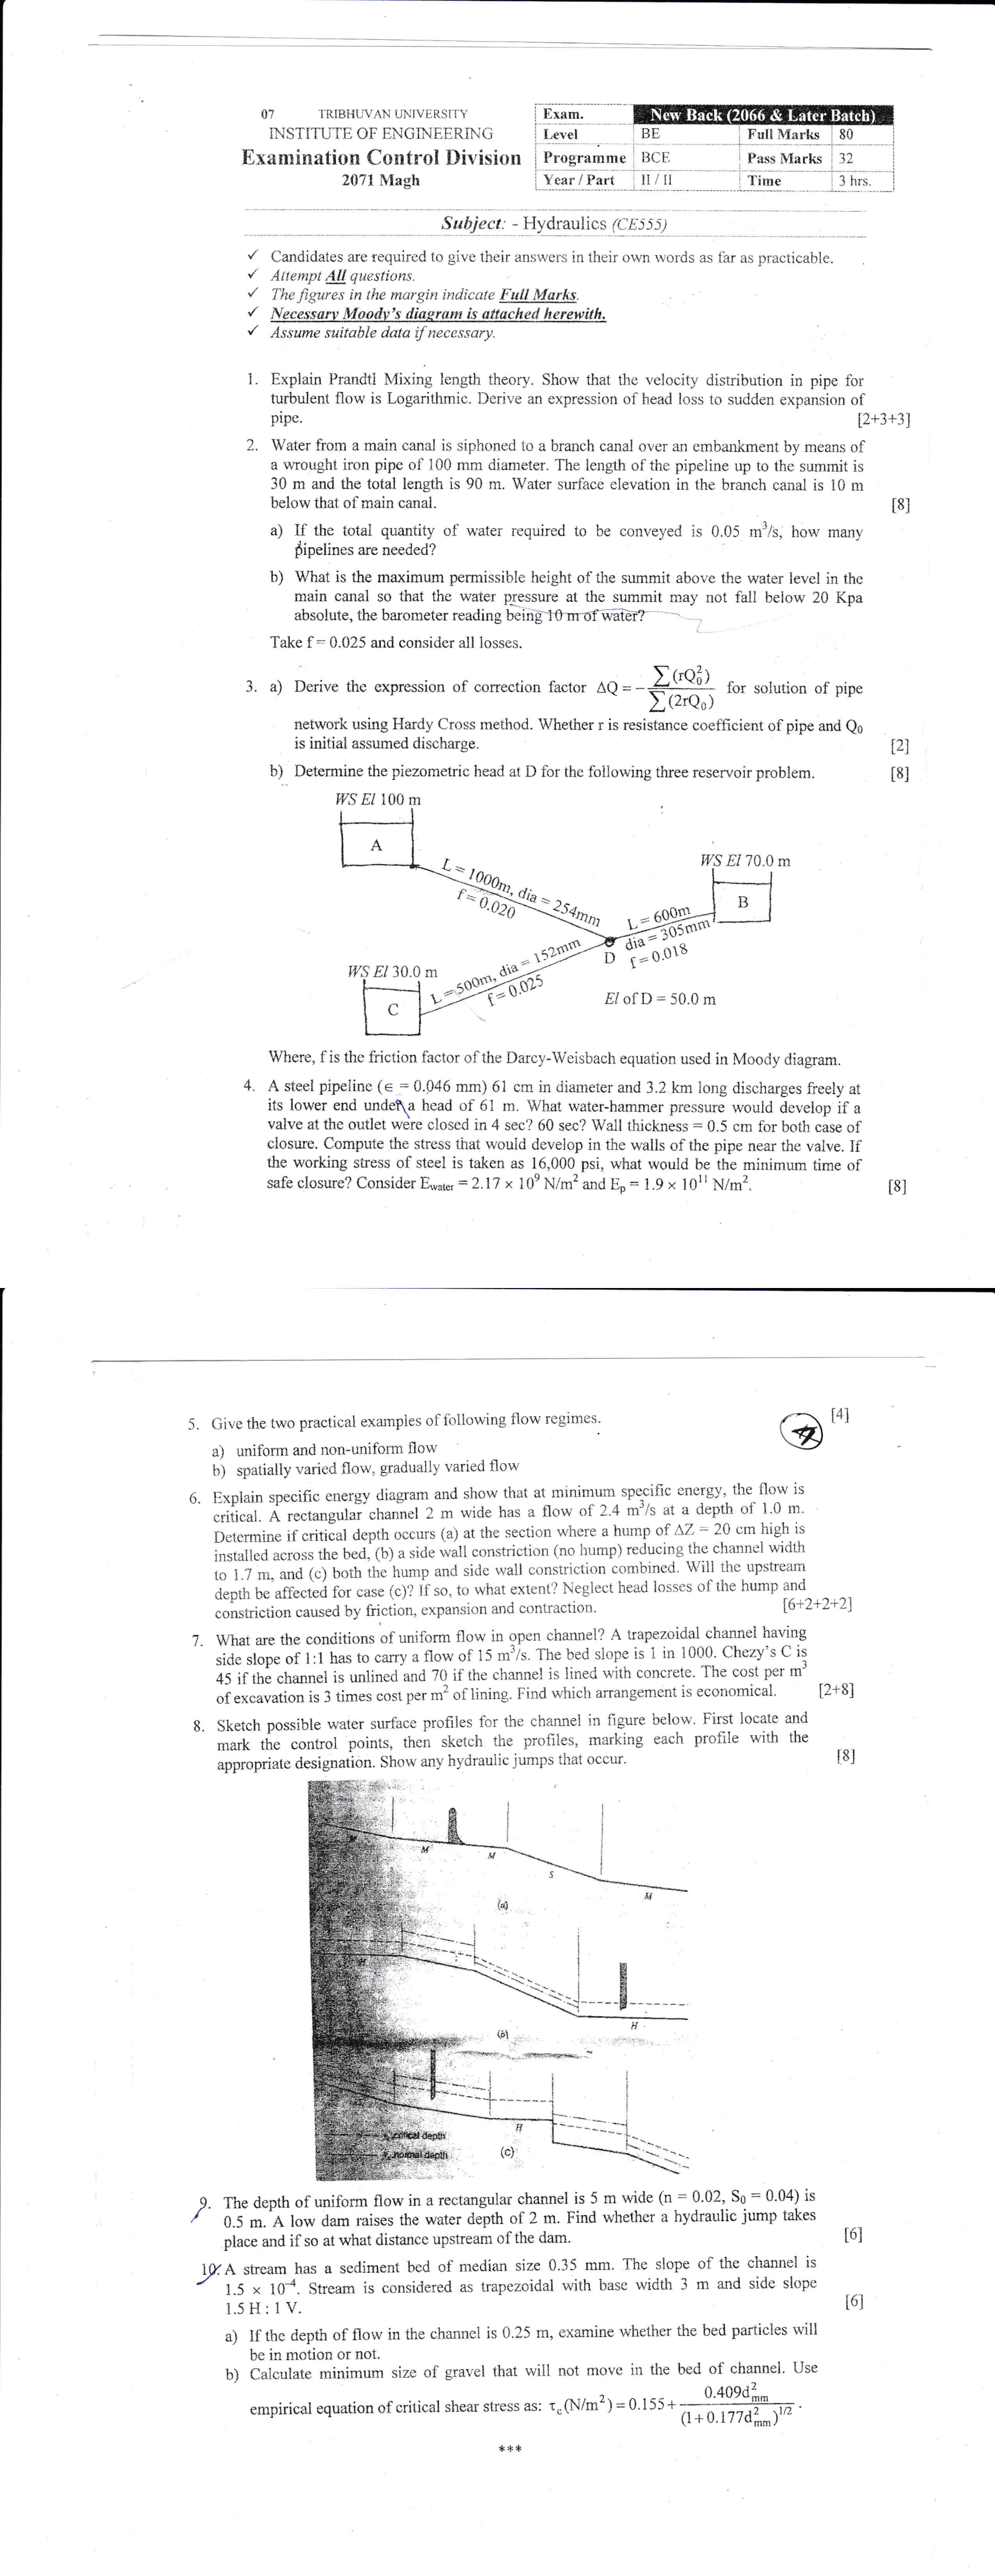 07 TRIBHUVAN UNIVERSITY
INSTITUTE OF ENGINEERING
Examination Control Division
2071 Magh
Exam. New Back (2066 & Later Batch)
Level BE Full Marks 80
Programme BCE Pass Marks 32
Year / Part II / II Time 3 hrs.
Subject: - Hydraulics (CE555)
✓ Candidates are required to give their answers in their own words as far as practicable.
✓ Attempt All questions.
✓ The figures in the margin indicate Full Marks.
✓ Necessary Moody's diagram is attached herewith.
✓ Assume suitable data if necessary.
1. Explain Prandtl Mixing length theory. Show that the velocity distribution in pipe for
turbulent flow is Logarithmic. Derive an expression of head loss to sudden expansion of
pipe. [2+3+3]
2. Water from a main canal is siphoned to a branch canal over an embankment by means of
a wrought iron pipe of 100 mm diameter. The length of the pipeline up to the summit is
30 m and the total length is 90 m. Water surface elevation in the branch canal is 10 m
below that of main canal. [8]
a) If the total quantity of water required to be conveyed is 0.05 m³/s, how many
pipelines are needed?
b) What is the maximum permissible height of the summit above the water level in the
main canal so that the water pressure at the summit may not fall below 20 Kpa
absolute, the barometer reading being 10 m of water?
Take f = 0.025 and consider all losses.
3. a) Derive the expression of correction factor ΔQ = −∑(rQ₀²)/∑(2rQ₀) for solution of pipe
network using Hardy Cross method. Whether r is resistance coefficient of pipe and Q₀
is initial assumed discharge. [2]
b) Determine the piezometric head at D for the following three reservoir problem. [8]
WS El 100 m
A
L = 1000m, dia = 254mm
f = 0.020
WS El 70.0 m
B
L = 600m
dia = 305mm
f = 0.018
D
WS El 30.0 m
C
L = 500m, dia = 152mm
f = 0.025
El of D = 50.0 m
Where, f is the friction factor of the Darcy-Weisbach equation used in Moody diagram.
4. A steel pipeline (∈ = 0.046 mm) 61 cm in diameter and 3.2 km long discharges freely at
its lower end under a head of 61 m. What water-hammer pressure would develop if a
valve at the outlet were closed in 4 sec? 60 sec? Wall thickness = 0.5 cm for both case of
closure. Compute the stress that would develop in the walls of the pipe near the valve. If
the working stress of steel is taken as 16,000 psi, what would be the minimum time of
safe closure? Consider E_water = 2.17 × 10⁹ N/m² and E_p = 1.9 × 10¹¹ N/m². [8]
5. Give the two practical examples of following flow regimes. [4]
a) uniform and non-uniform flow
b) spatially varied flow, gradually varied flow
6. Explain specific energy diagram and show that at minimum specific energy, the flow is
critical. A rectangular channel 2 m wide has a flow of 2.4 m³/s at a depth of 1.0 m.
Determine if critical depth occurs (a) at the section where a hump of ΔZ = 20 cm high is
installed across the bed, (b) a side wall constriction (no hump) reducing the channel width
to 1.7 m, and (c) both the hump and side wall constriction combined. Will the upstream
depth be affected for case (c)? If so, to what extent? Neglect head losses of the hump and
constriction caused by friction, expansion and contraction. [6+2+2+2]
7. What are the conditions of uniform flow in open channel? A trapezoidal channel having
side slope of 1:1 has to carry a flow of 15 m³/s. The bed slope is 1 in 1000. Chezy's C is
45 if the channel is unlined and 70 if the channel is lined with concrete. The cost per m³
of excavation is 3 times cost per m² of lining. Find which arrangement is economical. [2+8]
8. Sketch possible water surface profiles for the channel in figure below. First locate and
mark the control points, then sketch the profiles, marking each profile with the
appropriate designation. Show any hydraulic jumps that occur. [8]
M
M
S
M
(a)
H
H
(b)
H
critical depth
normal depth
(c)
9. The depth of uniform flow in a rectangular channel is 5 m wide (n = 0.02, S₀ = 0.04) is
0.5 m. A low dam raises the water depth of 2 m. Find whether a hydraulic jump takes
place and if so at what distance upstream of the dam. [6]
10. A stream has a sediment bed of median size 0.35 mm. The slope of the channel is
1.5 × 10⁻⁴. Stream is considered as trapezoidal with base width 3 m and side slope
1.5 H : 1 V. [6]
a) If the depth of flow in the channel is 0.25 m, examine whether the bed particles will
be in motion or not.
b) Calculate minimum size of gravel that will not move in the bed of channel. Use
empirical equation of critical shear stress as: τ_c (N/m²) = 0.155 + 0.409d²_mm/(1+0.177d²_mm)^1/2 .
***